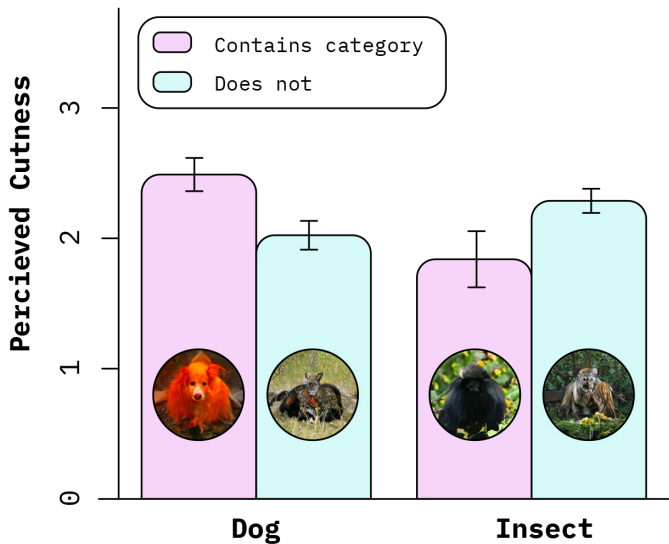 Contains category
Does not
Percieved Cutness
3
2
1
0
Dog
Insect